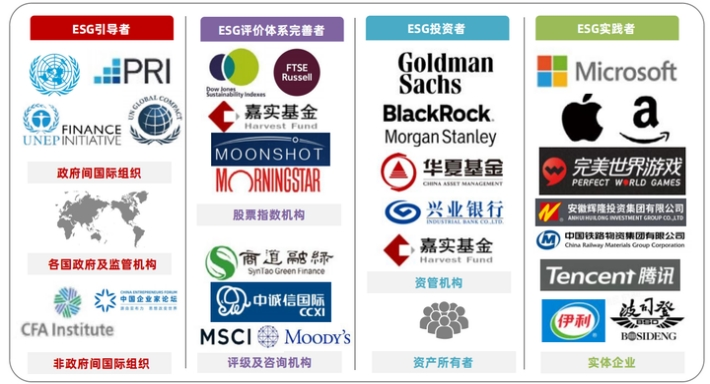 ESG引导者
PRI
UNEP
FINANCE
INITIATIVE
UN GLOBAL COMPACT
政府间国际组织
各国政府及监管机构
CHINA ENTREPRENEURS FORUM
中国企业家论坛
CFA Institute
非政府间国际组织
ESG评价体系完善者
Dow Jones
Sustainability Indexes
FTSE
Russell
嘉实基金
Harvest Fund
MOONSHOT
MORNINGSTAR
股票指数机构
商道融绿
SynTao Green Finance
中诚信国际
CCXI
MSCI
MOODY'S
评级及咨询机构
ESG投资者
Goldman
Sachs
BLACKROCK
Morgan Stanley
华夏基金
CHINA ASSET MANAGEMENT
兴业银行
INDUSTRIAL BANK CO.,LTD.
嘉实基金
Harvest Fund
资管机构
资产所有者
ESG实践者
Microsoft
a
完美世界游戏
PERFECT WORLD GAMES
安徽辉隆投资集团有限公司
ANHUI HUILONG INVESTMENT GROUP CO.,LTD
中国铁路物资集团有限公司
China Railway Materials Group Corporation
Tencent 腾讯
伊利
波司登
BOSIDENG
实体企业